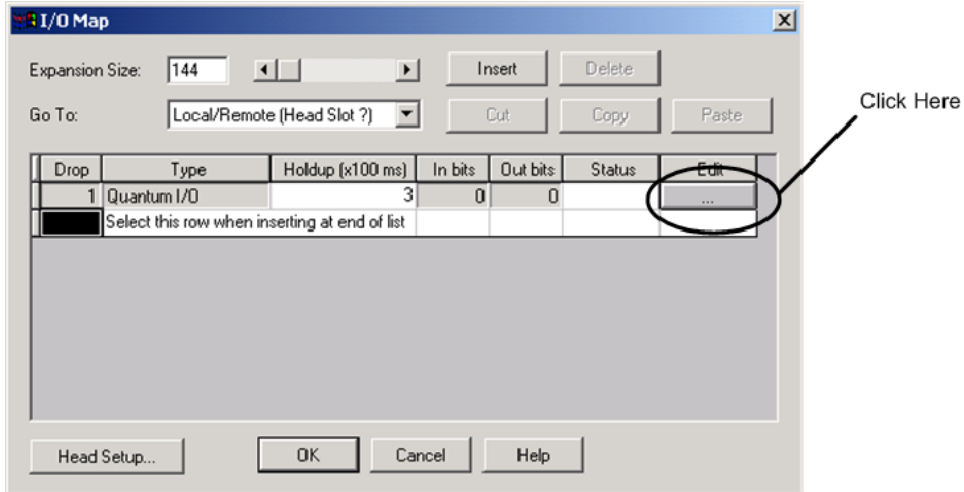 I/O Map
Expansion Size: 144 Insert Delete
Go To: Local/Remote (Head Slot ?) Cut Copy Paste
Click Here
Drop Type Holdup (x100 ms) In bits Out bits Status Edit
1 Quantum I/O 3 0 0 ...
Select this row when inserting at end of list
Head Setup... OK Cancel Help